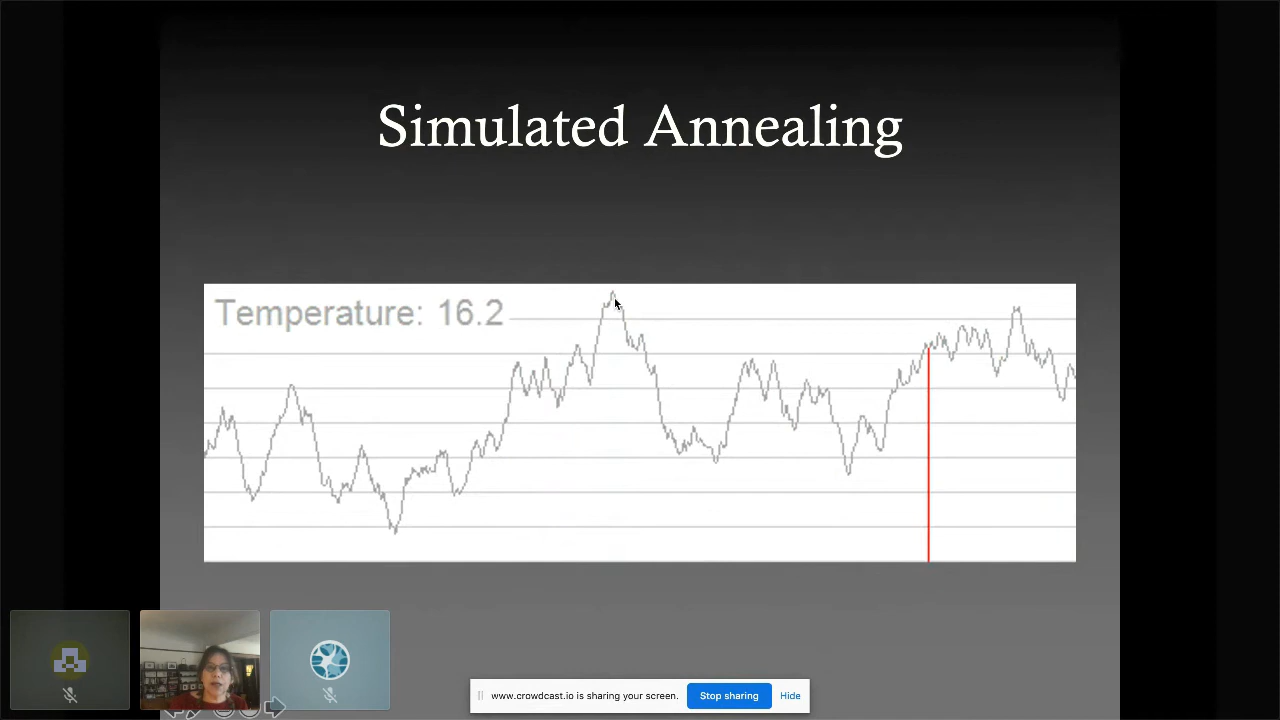 Simulated Annealing
Temperature: 16.2
www.crowdcast.io is sharing your screen. Stop sharing Hide